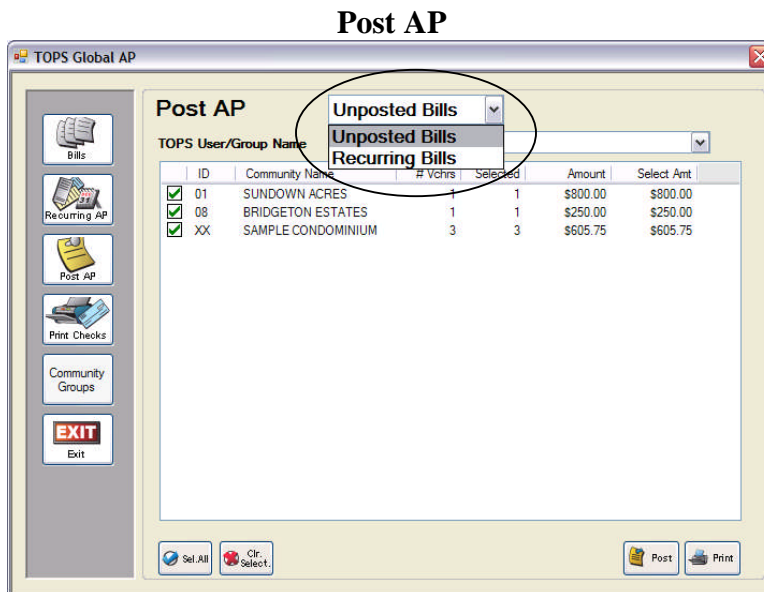 Post AP
TOPS Global AP
Post AP
Unposted Bills
Unposted Bills
Recurring Bills
TOPS User/Group Name
ID Community Name # Vchrs Selected Amount Select Amt
01 SUNDOWN ACRES 1 1 $800.00 $800.00
08 BRIDGETON ESTATES 1 1 $250.00 $250.00
XX SAMPLE CONDOMINIUM 3 3 $605.75 $605.75
Bills
31
Recurring AP
Post AP
Print Checks
Community
Groups
EXIT
Exit
Sel.All
Clr.
Select.
Post
Print